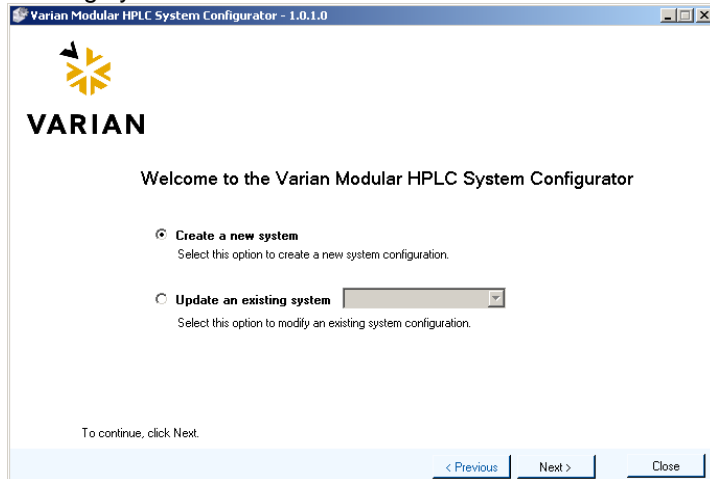 Varian Modular HPLC System Configurator - 1.0.1.0
VARIAN
Welcome to the Varian Modular HPLC System Configurator
Create a new system
Select this option to create a new system configuration.
Update an existing system
Select this option to modify an existing system configuration.
To continue, click Next.
< Previous Next > Close